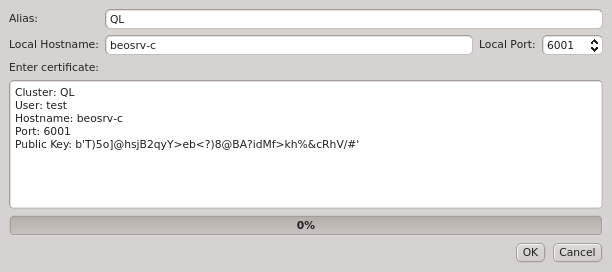 Alias: QL
Local Hostname: beosrv-c Local Port: 6001
Enter certificate:
Cluster: QL
User: test
Hostname: beosrv-c
Port: 6001
Public Key: b'T)5o]@hsjB2qyY>eb<?)8@BA?idMf>kh%&cRhV/#'
0%
OK Cancel